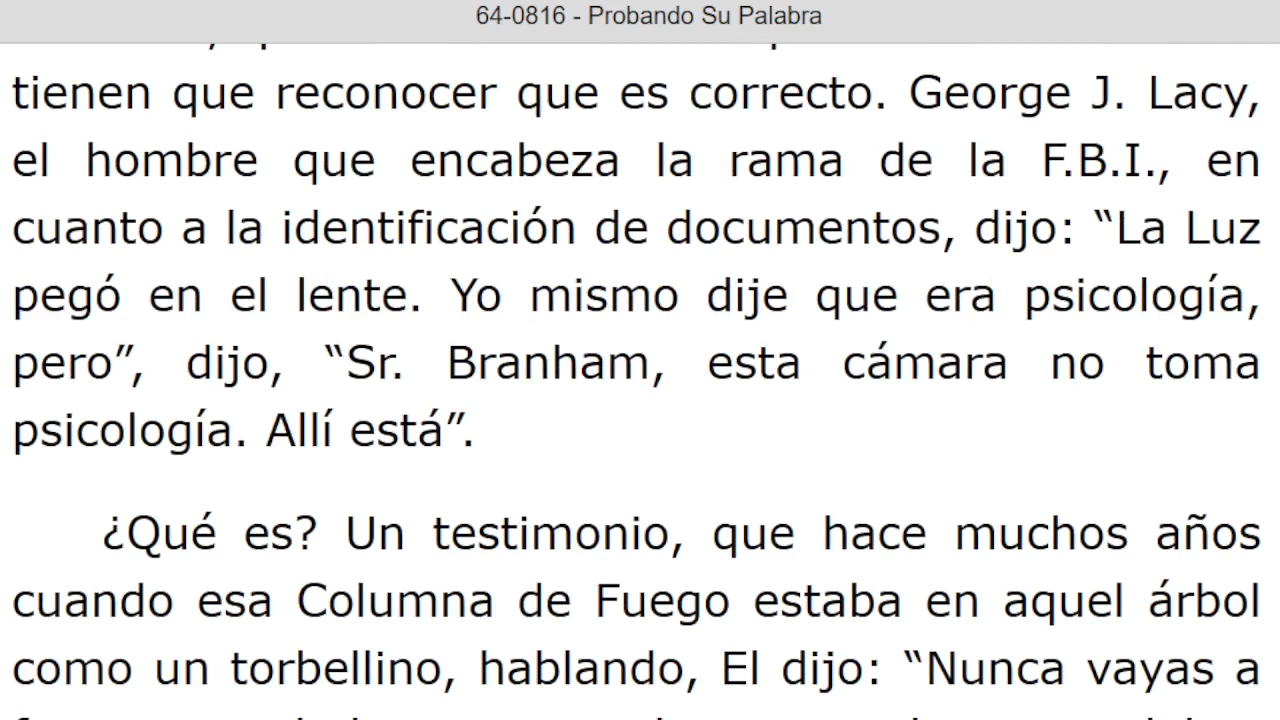 64-0816 - Probando Su Palabra
tienen que reconocer que es correcto. George J. Lacy,
el hombre que encabeza la rama de la F.B.I., en
cuanto a la identificación de documentos, dijo: “La Luz
pegó en el lente. Yo mismo dije que era psicología,
pero”, dijo, “Sr. Branham, esta cámara no toma
psicología. Allí está”.
¿Qué es? Un testimonio, que hace muchos años
cuando esa Columna de Fuego estaba en aquel árbol
como un torbellino, hablando, El dijo: “Nunca vayas a